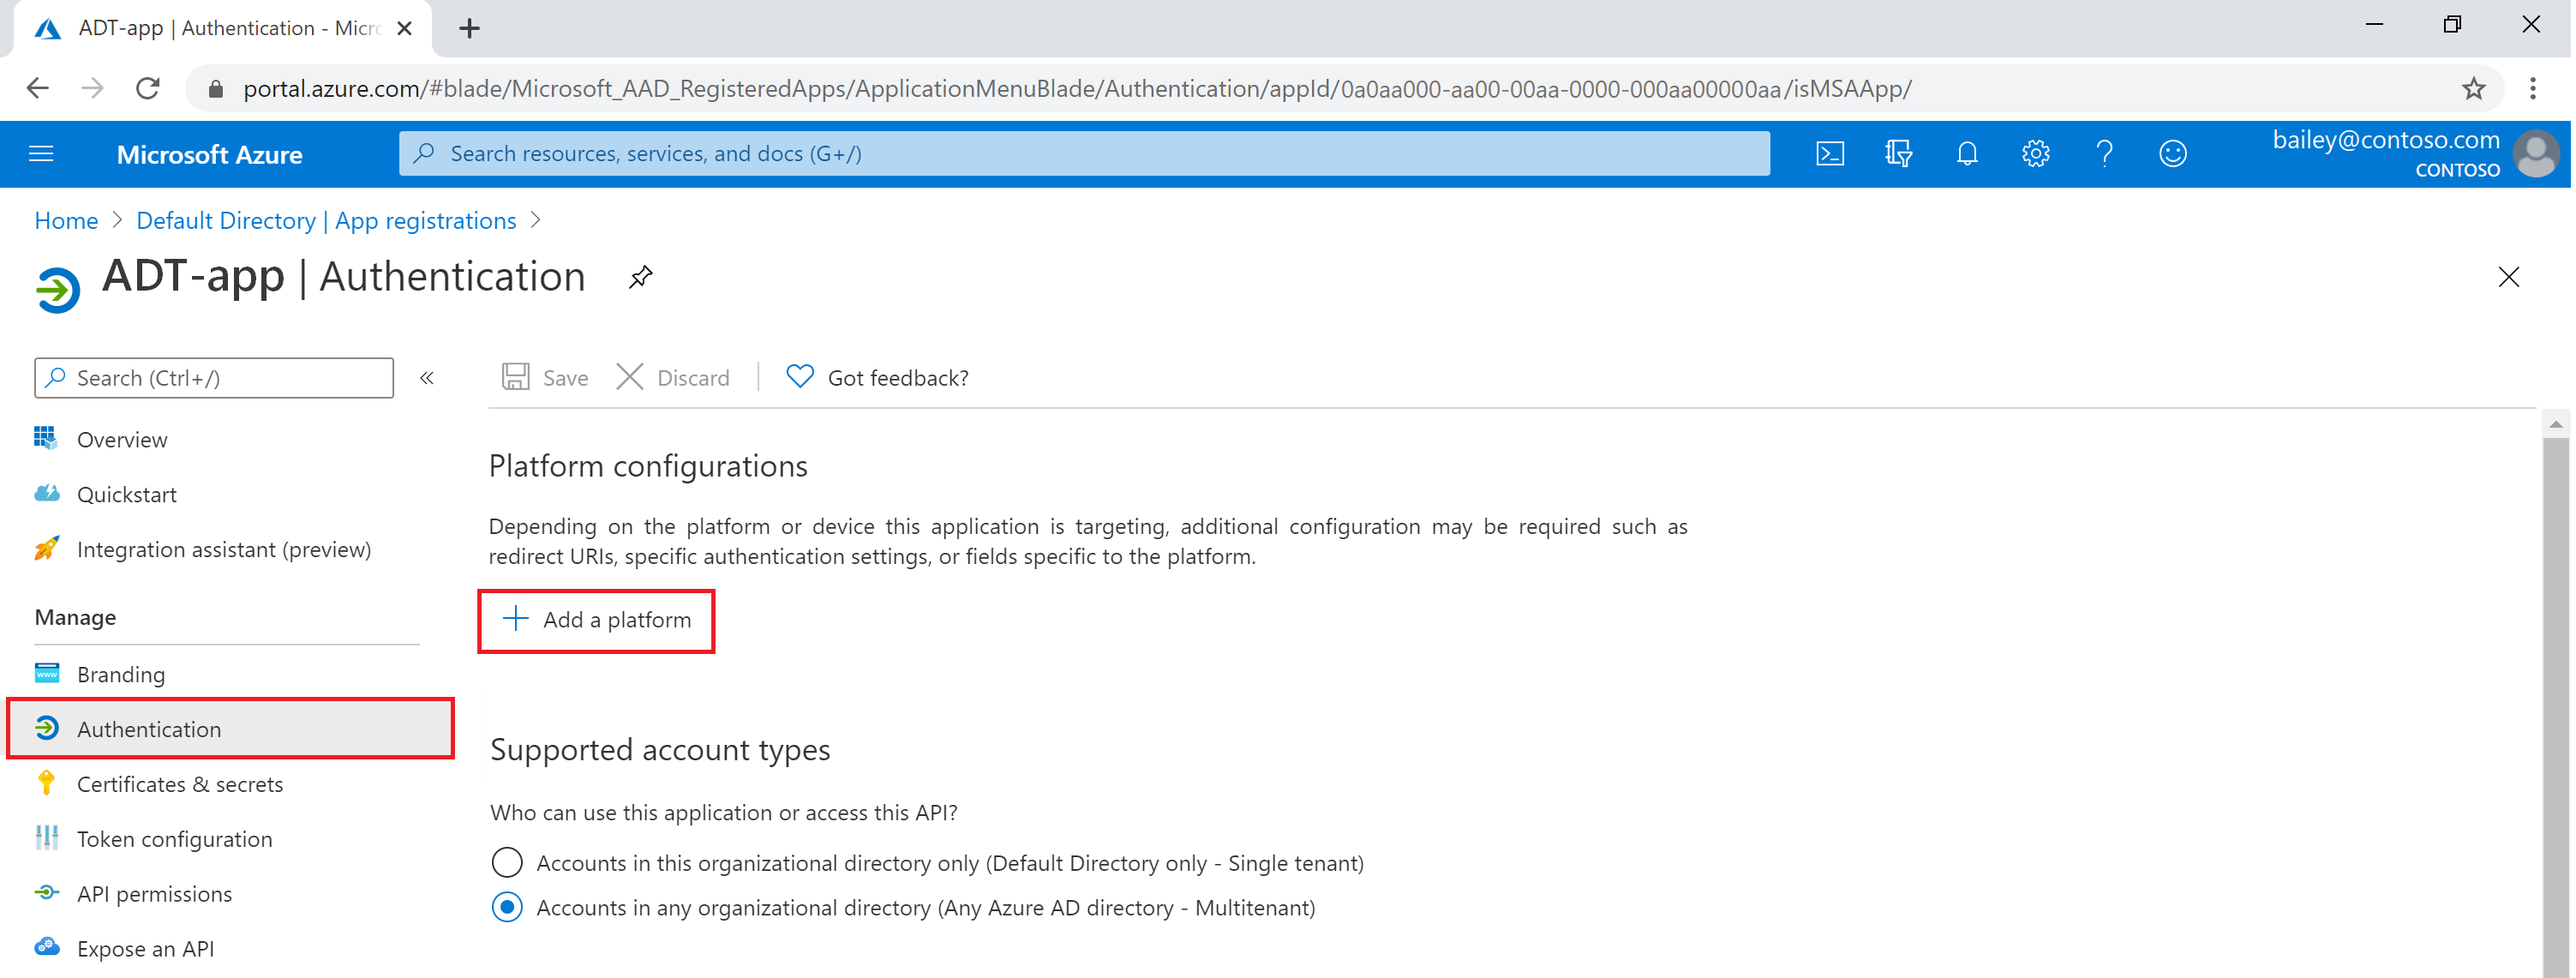 ADT-app | Authentication - Micr
portal.azure.com/#blade/Microsoft_AAD_RegisteredApps/ApplicationMenuBlade/Authentication/appId/0a0aa000-aa00-00aa-0000-000aa00000aa/isMSAApp/
Microsoft Azure
Search resources, services, and docs (G+/)
bailey@contoso.com
CONTOSO
Home > Default Directory | App registrations >
ADT-app | Authentication
Search (Ctrl+/)
«
Save
Discard
Got feedback?
Overview
Quickstart
Integration assistant (preview)
Manage
Branding
Authentication
Certificates & secrets
Token configuration
API permissions
Expose an API
Platform configurations
Depending on the platform or device this application is targeting, additional configuration may be required such as
redirect URIs, specific authentication settings, or fields specific to the platform.
Add a platform
Supported account types
Who can use this application or access this API?
Accounts in this organizational directory only (Default Directory only - Single tenant)
Accounts in any organizational directory (Any Azure AD directory - Multitenant)